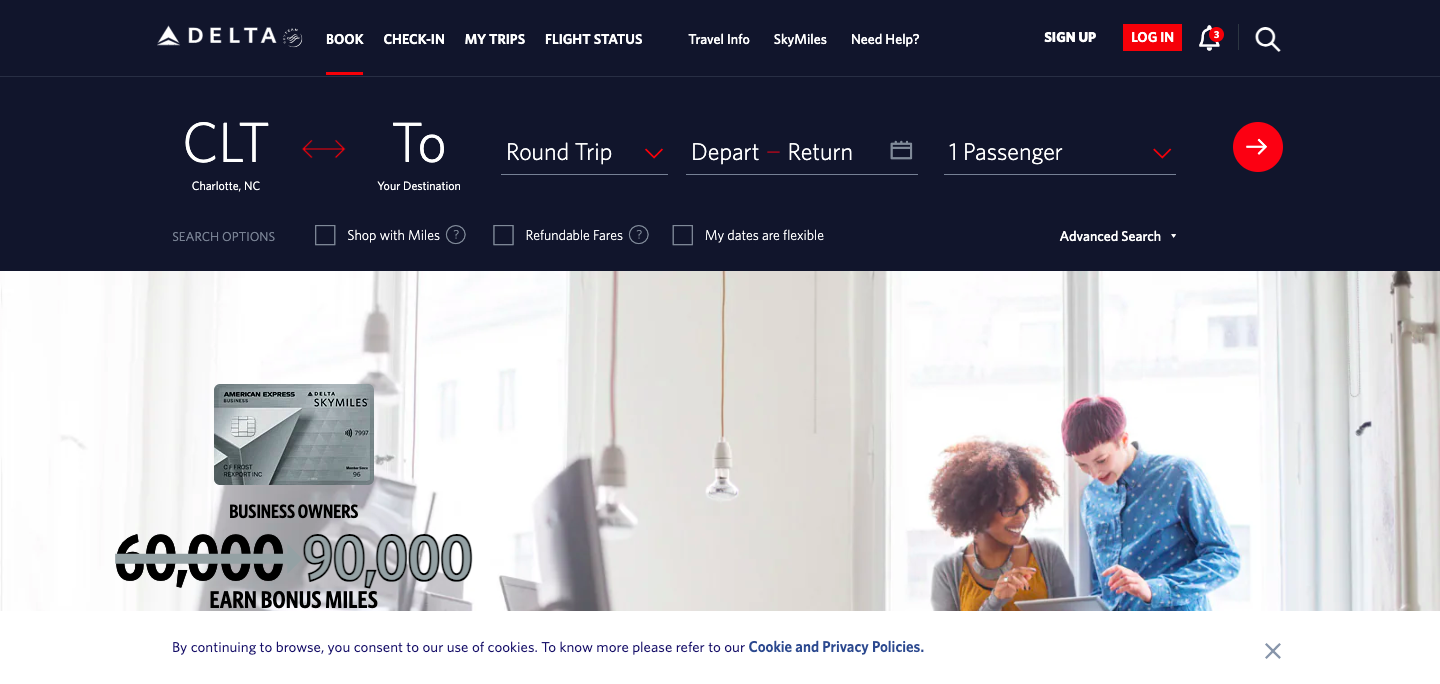 DELTA
BOOK CHECK-IN MY TRIPS FLIGHT STATUS Travel Info SkyMiles Need Help? SIGN UP LOG IN 3
CLT To Round Trip Depart — Return 1 Passenger
Charlotte, NC Your Destination
SEARCH OPTIONS Shop with Miles ? Refundable Fares ? My dates are flexible Advanced Search
AMERICAN EXPRESS DELTA
BUSINESS SKYMILES
7997
C F FROST Member Since
REXPORT INC 96
BUSINESS OWNERS
60,000 90,000
EARN BONUS MILES
By continuing to browse, you consent to our use of cookies. To know more please refer to our Cookie and Privacy Policies.